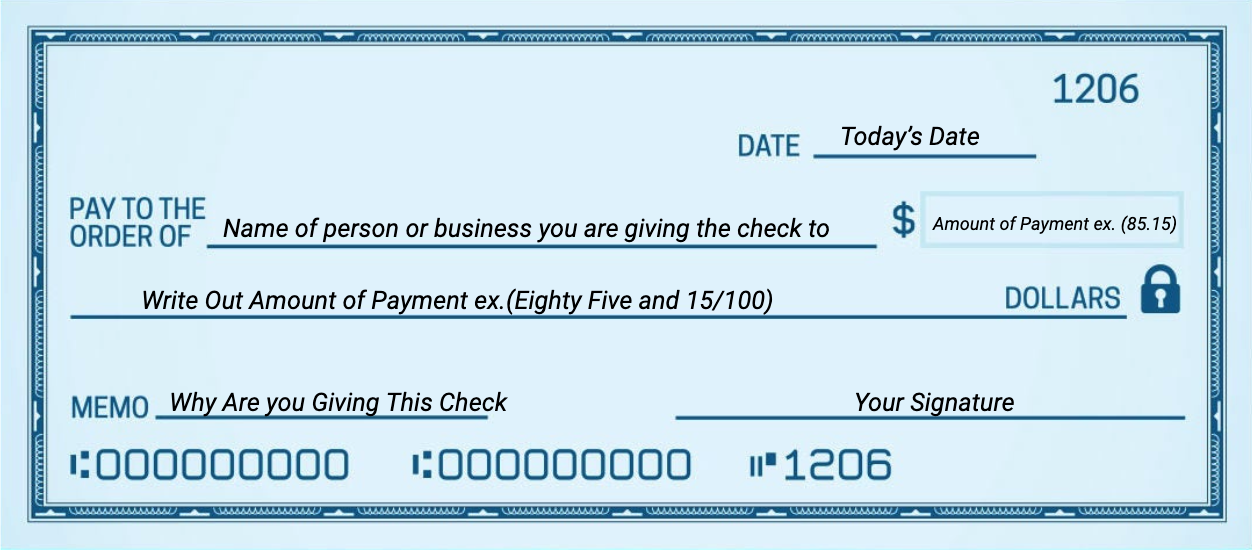 1206
DATE Today’s Date
PAY TO THE
ORDER OF Name of person or business you are giving the check to $ Amount of Payment ex. (85.15)
Write Out Amount of Payment ex.(Eighty Five and 15/100) DOLLARS
MEMO Why Are you Giving This Check Your Signature
⑆000000000 ⑆000000000 ⑈1206